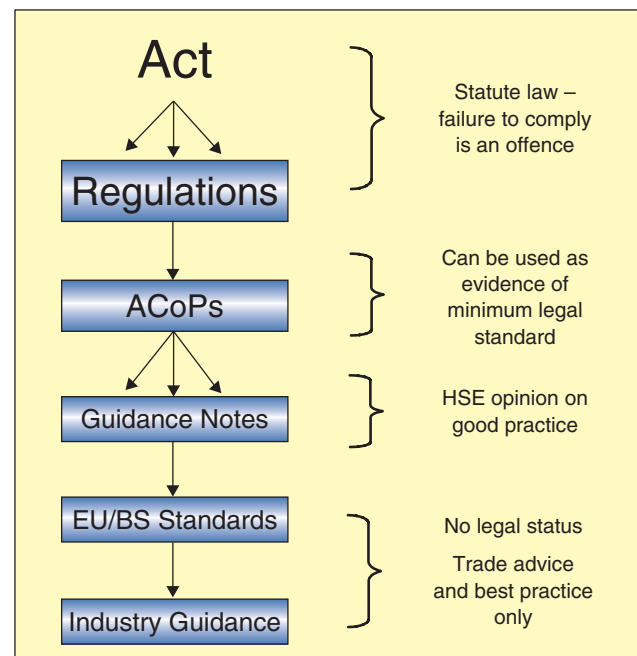 Act
Statute law –
failure to comply
is an offence
Regulations
Can be used as
evidence of
minimum legal
standard
ACoPs
HSE opinion on
good practice
Guidance Notes
EU/BS Standards
No legal status
Trade advice
and best practice
only
Industry Guidance